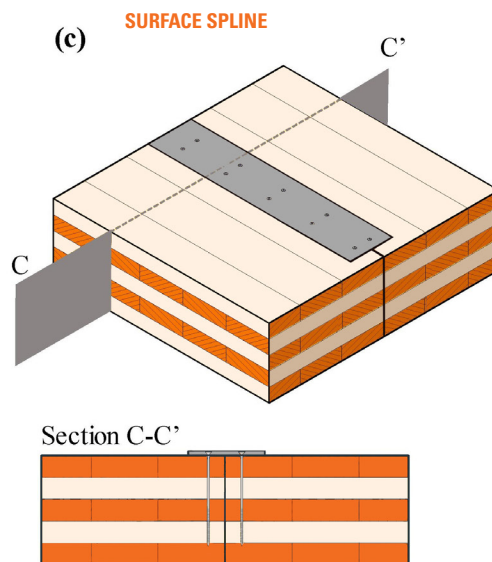 SURFACE SPLINE
(c)
C’
C
Section C-C’